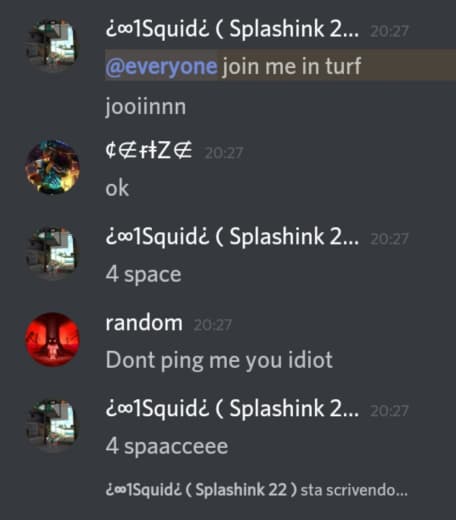 ¿∞1Squid¿ ( Splashink 2... 20:27
@everyone join me in turf
jooiinnn
¢∉ɍƚZ∉ 20:27
ok
¿∞1Squid¿ ( Splashink 2... 20:27
4 space
random 20:27
Dont ping me you idiot
¿∞1Squid¿ ( Splashink 2... 20:27
4 spaacceee
¿∞1Squid¿ ( Splashink 22 ) sta scrivendo...